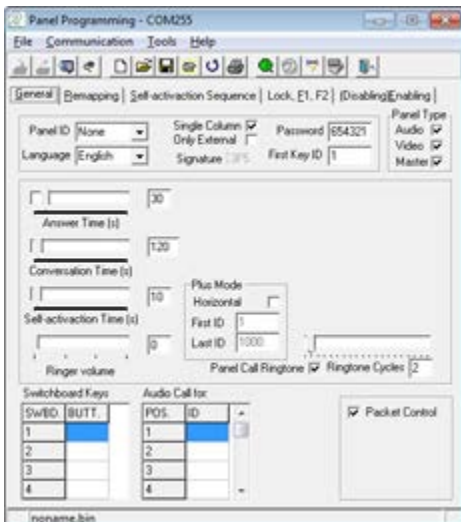 Panel Programming - COM255
File Communication Tools Help
General Remapping Self-activaction Sequence Lock, F1, F2 (Disabling)Enabling
Panel ID None Single Column Password 654321 Panel Type
Only External Audio
Language English Signature First Key ID 1 Video
Master
30
Answer Time (s)
120
Conversation Time (s)
10 Plus Mode
Horizontal
Self-activaction Time (s) First ID 1
0 Last ID 1000
Ringer volume Panel Call Ringtone Ringtone Cycles 2
Switchboard Keys Audio Call for
SWBD. BUTT. POS. ID Packet Control
1 1
2 2
3 3
4 4
noname.bin